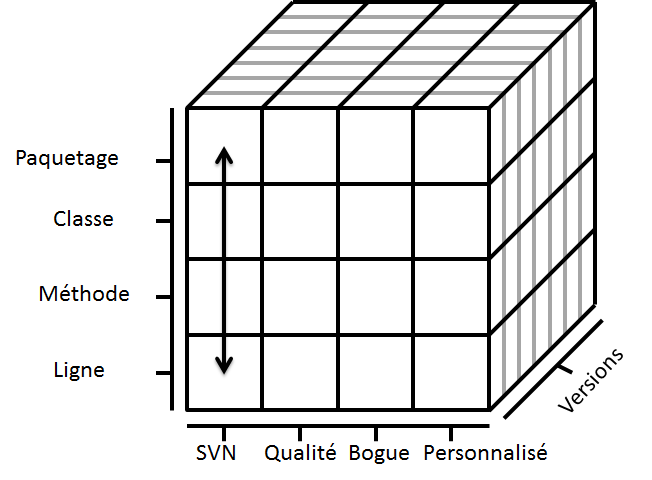 Paquetage
Classe
Méthode
Ligne
SVN Qualité Bogue Personnalisé
Versions